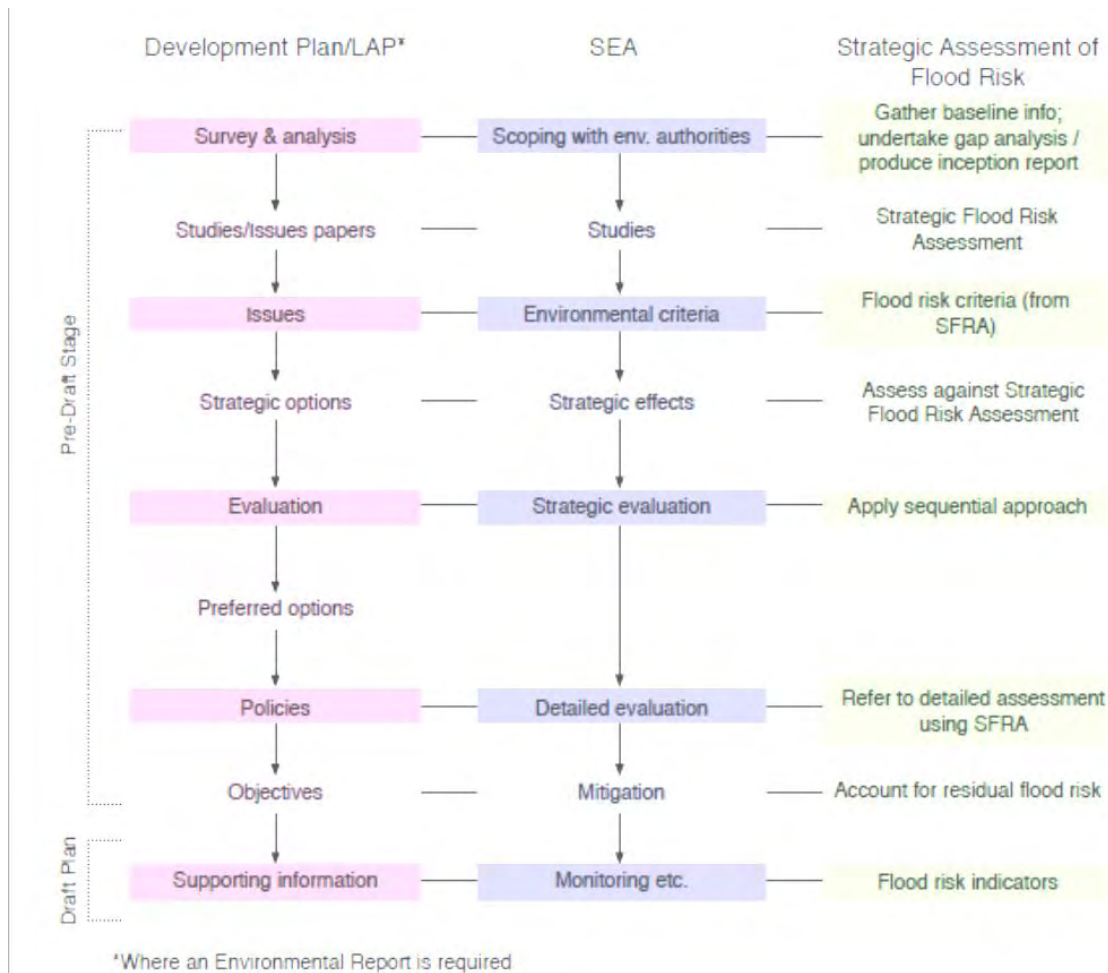 Development Plan/LAP*
SEA
Strategic Assessment of
Flood Risk
Survey & analysis
Scoping with env. authorities
Gather baseline info;
undertake gap analysis /
produce inception report
Studies/Issues papers
Studies
Strategic Flood Risk
Assessment
Issues
Environmental criteria
Flood risk criteria (from
SFRA)
Strategic options
Strategic effects
Assess against Strategic
Flood Risk Assessment
Evaluation
Strategic evaluation
Apply sequential approach
Preferred options
Policies
Detailed evaluation
Refer to detailed assessment
using SFRA
Objectives
Mitigation
Account for residual flood risk
Supporting information
Monitoring etc.
Flood risk indicators
Pre-Draft Stage
Draft Plan
*Where an Environmental Report is required